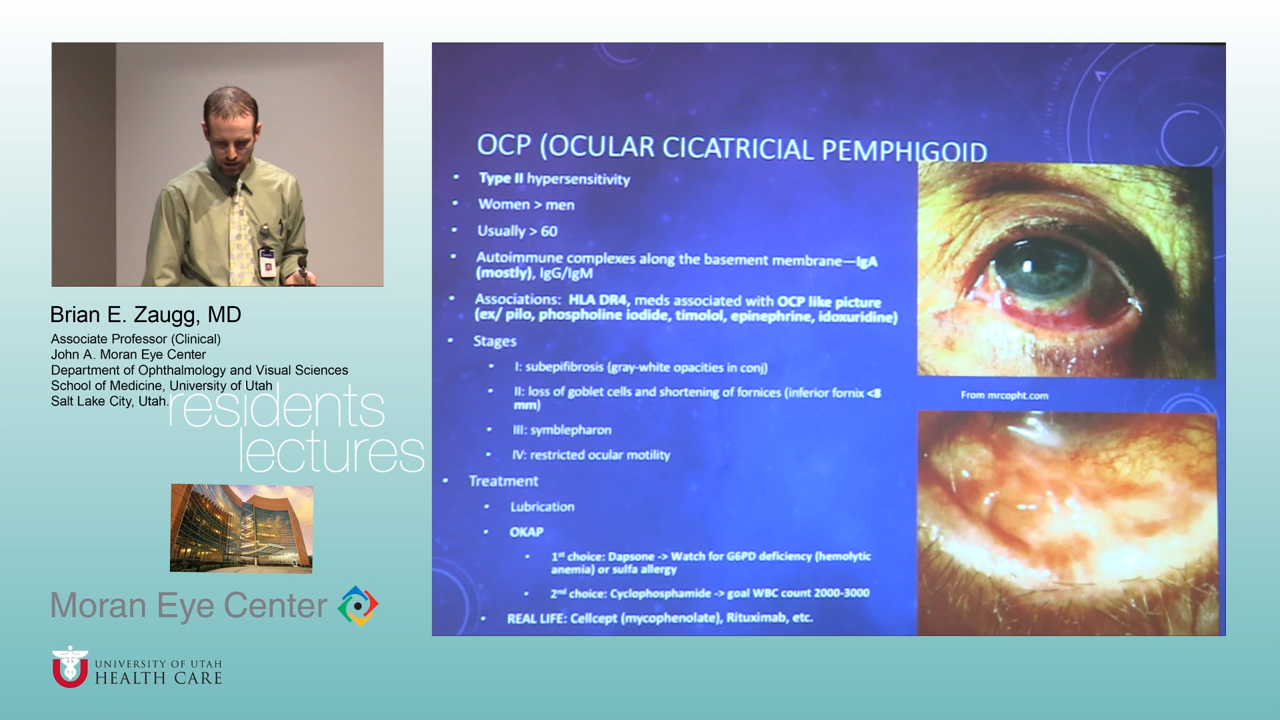 Brian E. Zaugg, MD
Associate Professor (Clinical)
John A. Moran Eye Center
Department of Ophthalmology and Visual Sciences
School of Medicine, University of Utah
Salt Lake City, Utah.
residents
lectures
Moran Eye Center
UNIVERSITY OF UTAH
HEALTH CARE
OCP (OCULAR CICATRICIAL PEMPHIGOID
• Type II hypersensitivity
• Women > men
• Usually > 60
• Autoimmune complexes along the basement membrane—IgA
(mostly), IgG/IgM
• Associations: HLA DR4, meds associated with OCP like picture
(ex/ pilo, phospholine iodide, timolol, epinephrine, idoxuridine)
• Stages
• I: subepifibrosis (gray-white opacities in conj)
• II: loss of goblet cells and shortening of fornices (inferior fornix <8
mm)
• III: symblepharon
• IV: restricted ocular motility
• Treatment
• Lubrication
• OKAP
• 1st choice: Dapsone -> Watch for G6PD deficiency (hemolytic
anemia) or sulfa allergy
• 2nd choice: Cyclophosphamide -> goal WBC count 2000-3000
• REAL LIFE: Cellcept (mycophenolate), Rituximab, etc.
From mrcopht.com